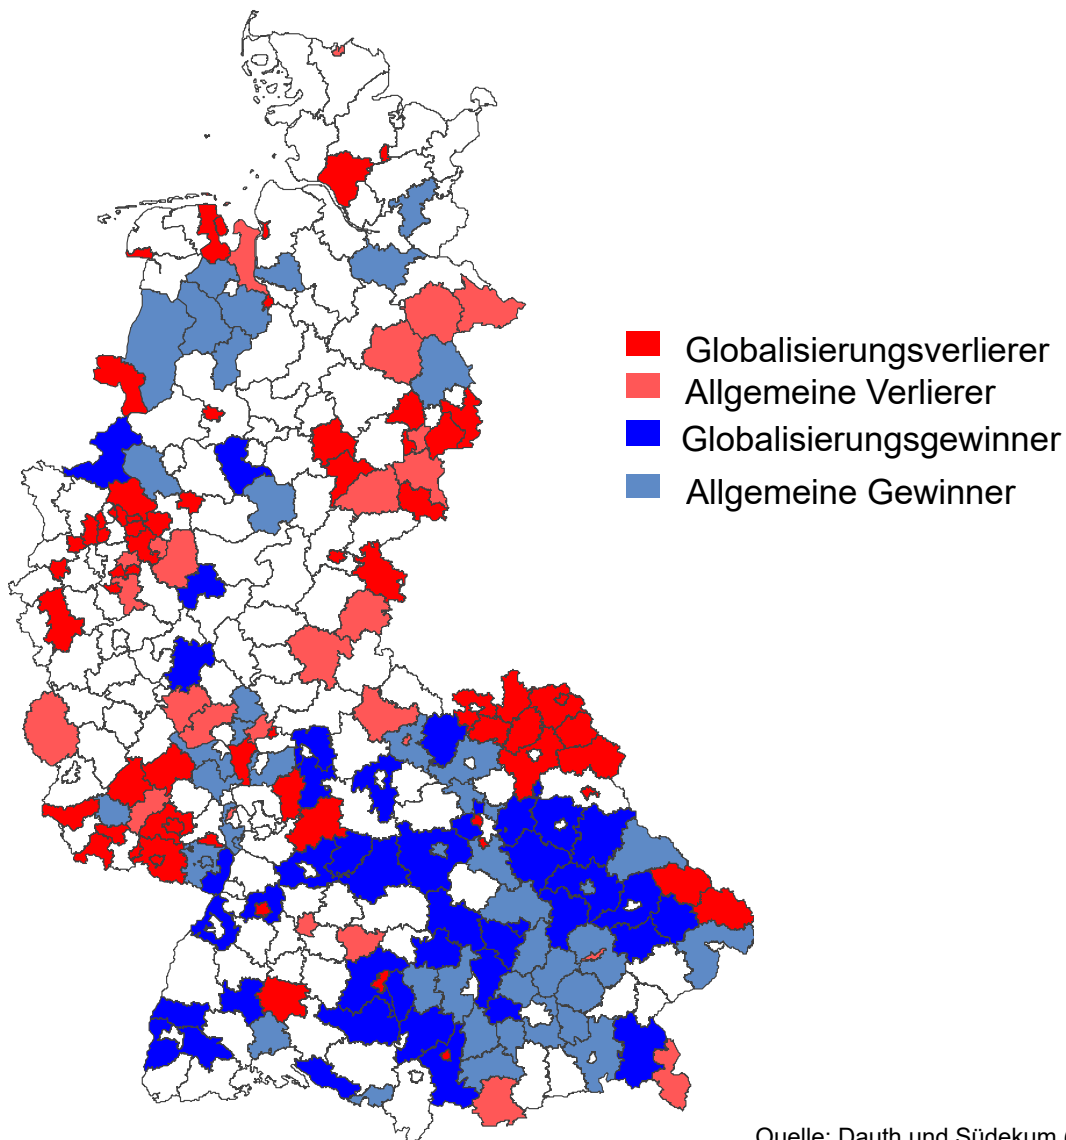 Globalisierungsverlierer
Allgemeine Verlierer
Globalisierungsgewinner
Allgemeine Gewinner
Quelle: Dauth und Südekum (